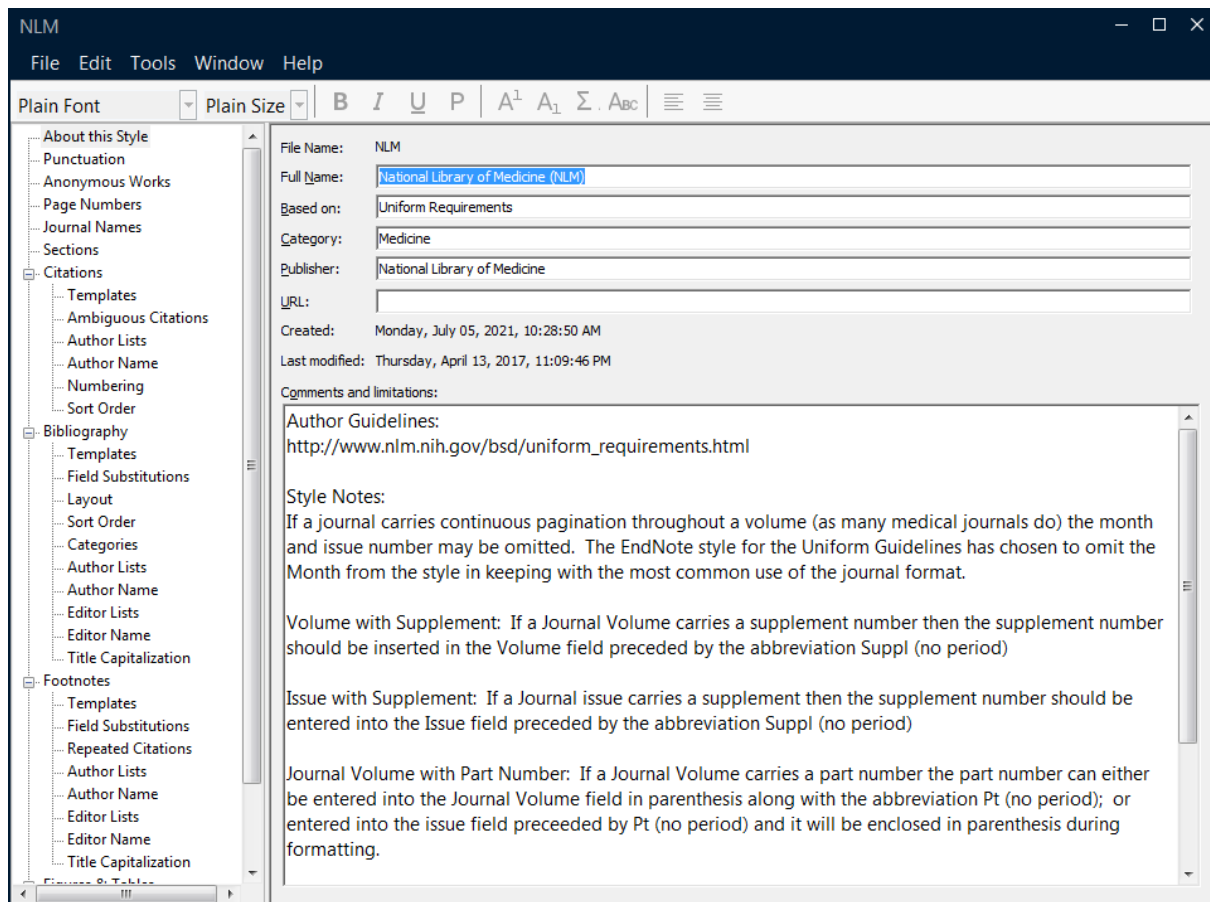 NLM
File Edit Tools Window Help
Plain Font Plain Size B I U P A1 A1 Σ . ABC
About this Style
Punctuation
Anonymous Works
Page Numbers
Journal Names
Sections
Citations
Templates
Ambiguous Citations
Author Lists
Author Name
Numbering
Sort Order
Bibliography
Templates
Field Substitutions
Layout
Sort Order
Categories
Author Lists
Author Name
Editor Lists
Editor Name
Title Capitalization
Footnotes
Templates
Field Substitutions
Repeated Citations
Author Lists
Author Name
Editor Lists
Editor Name
Title Capitalization
Figures & Tables
File Name: NLM
Full Name: National Library of Medicine (NLM)
Based on: Uniform Requirements
Category: Medicine
Publisher: National Library of Medicine
URL:
Created: Monday, July 05, 2021, 10:28:50 AM
Last modified: Thursday, April 13, 2017, 11:09:46 PM
Comments and limitations:
Author Guidelines:
http://www.nlm.nih.gov/bsd/uniform_requirements.html
Style Notes:
If a journal carries continuous pagination throughout a volume (as many medical journals do) the month
and issue number may be omitted.  The EndNote style for the Uniform Guidelines has chosen to omit the
Month from the style in keeping with the most common use of the journal format.
Volume with Supplement:  If a Journal Volume carries a supplement number then the supplement number
should be inserted in the Volume field preceded by the abbreviation Suppl (no period)
Issue with Supplement:  If a Journal issue carries a supplement then the supplement number should be
entered into the Issue field preceded by the abbreviation Suppl (no period)
Journal Volume with Part Number:  If a Journal Volume carries a part number the part number can either
be entered into the Journal Volume field in parenthesis along with the abbreviation Pt (no period);  or
entered into the issue field preceeded by Pt (no period) and it will be enclosed in parenthesis during
formatting.